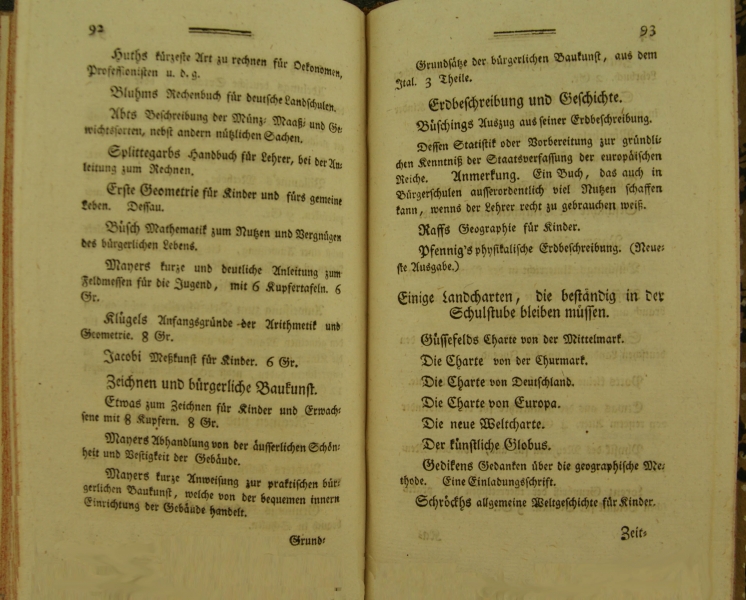 92
Huths kürzeste Art zu rechnen für Oekonomen,
Professionisten u. d. g.
Bluhms Rechenbuch für deutsche Landschulen.
Abts Beschreibung der Münz- Maaß- und Ge-
wichtssorten, nebst andern nützlichen Sachen.
Splittegarbs Handbuch für Lehrer, bei der An-
leitung zum Rechnen.
Erste Geometrie für Kinder und fürs gemeine
Leben. Dessau.
Büsch Mathematik zum Nutzen und Vergnügen
des bürgerlichen Lebens.
Mayers kurze und deutliche Anleitung zum
Feldmessen für die Jugend, mit 6 Kupfertafeln. 6
Gr.
Klügels Anfangsgründe der Arithmetik und
Geometrie. 8 Gr.
Jacobi Meßkunst für Kinder. 6 Gr.
Zeichnen und bürgerliche Baukunst.
Etwas zum Zeichnen für Kinder und Erwach-
sene mit 8 Kupfern. 8 Gr.
Mayers Abhandlung von der äusserlichen Schön-
heit und Vestigkeit der Gebäude.
Mayers kurze Anweisung zur praktischen bür-
gerlichen Baukunst, welche von der bequemen innern
Einrichtung der Gebäude handelt.
Grund-
93
Grundsätze der bürgerlichen Baukunst, aus dem
Ital. 3 Theile.
Erdbeschreibung und Geschichte.
Büschings Auszug aus seiner Erdbeschreibung.
Dessen Statistik oder Vorbereitung zur gründli-
chen Kenntniß der Staatsverfassung der europäischen
Reiche. Anmerkung. Ein Buch, das auch in
Bürgerschulen ausserordentlich viel Nutzen schaffen
kann, wenns der Lehrer recht zu gebrauchen weiß.
Raffs Geographie für Kinder.
Pfennig's physikalische Erdbeschreibung. (Neue-
ste Ausgabe.)
Einige Landcharten, die beständig in der
Schulstube bleiben müssen.
Güssefelds Charte von der Mittelmark.
Die Charte von der Churmark.
Die Charte von Deutschland.
Die Charte von Europa.
Die neue Weltcharte.
Der künstliche Globus.
Gedikens Gedanken über die geographische Me-
thode. Eine Einladungsschrift.
Schröckhs allgemeine Weltgeschichte für Kinder.
Zeit-